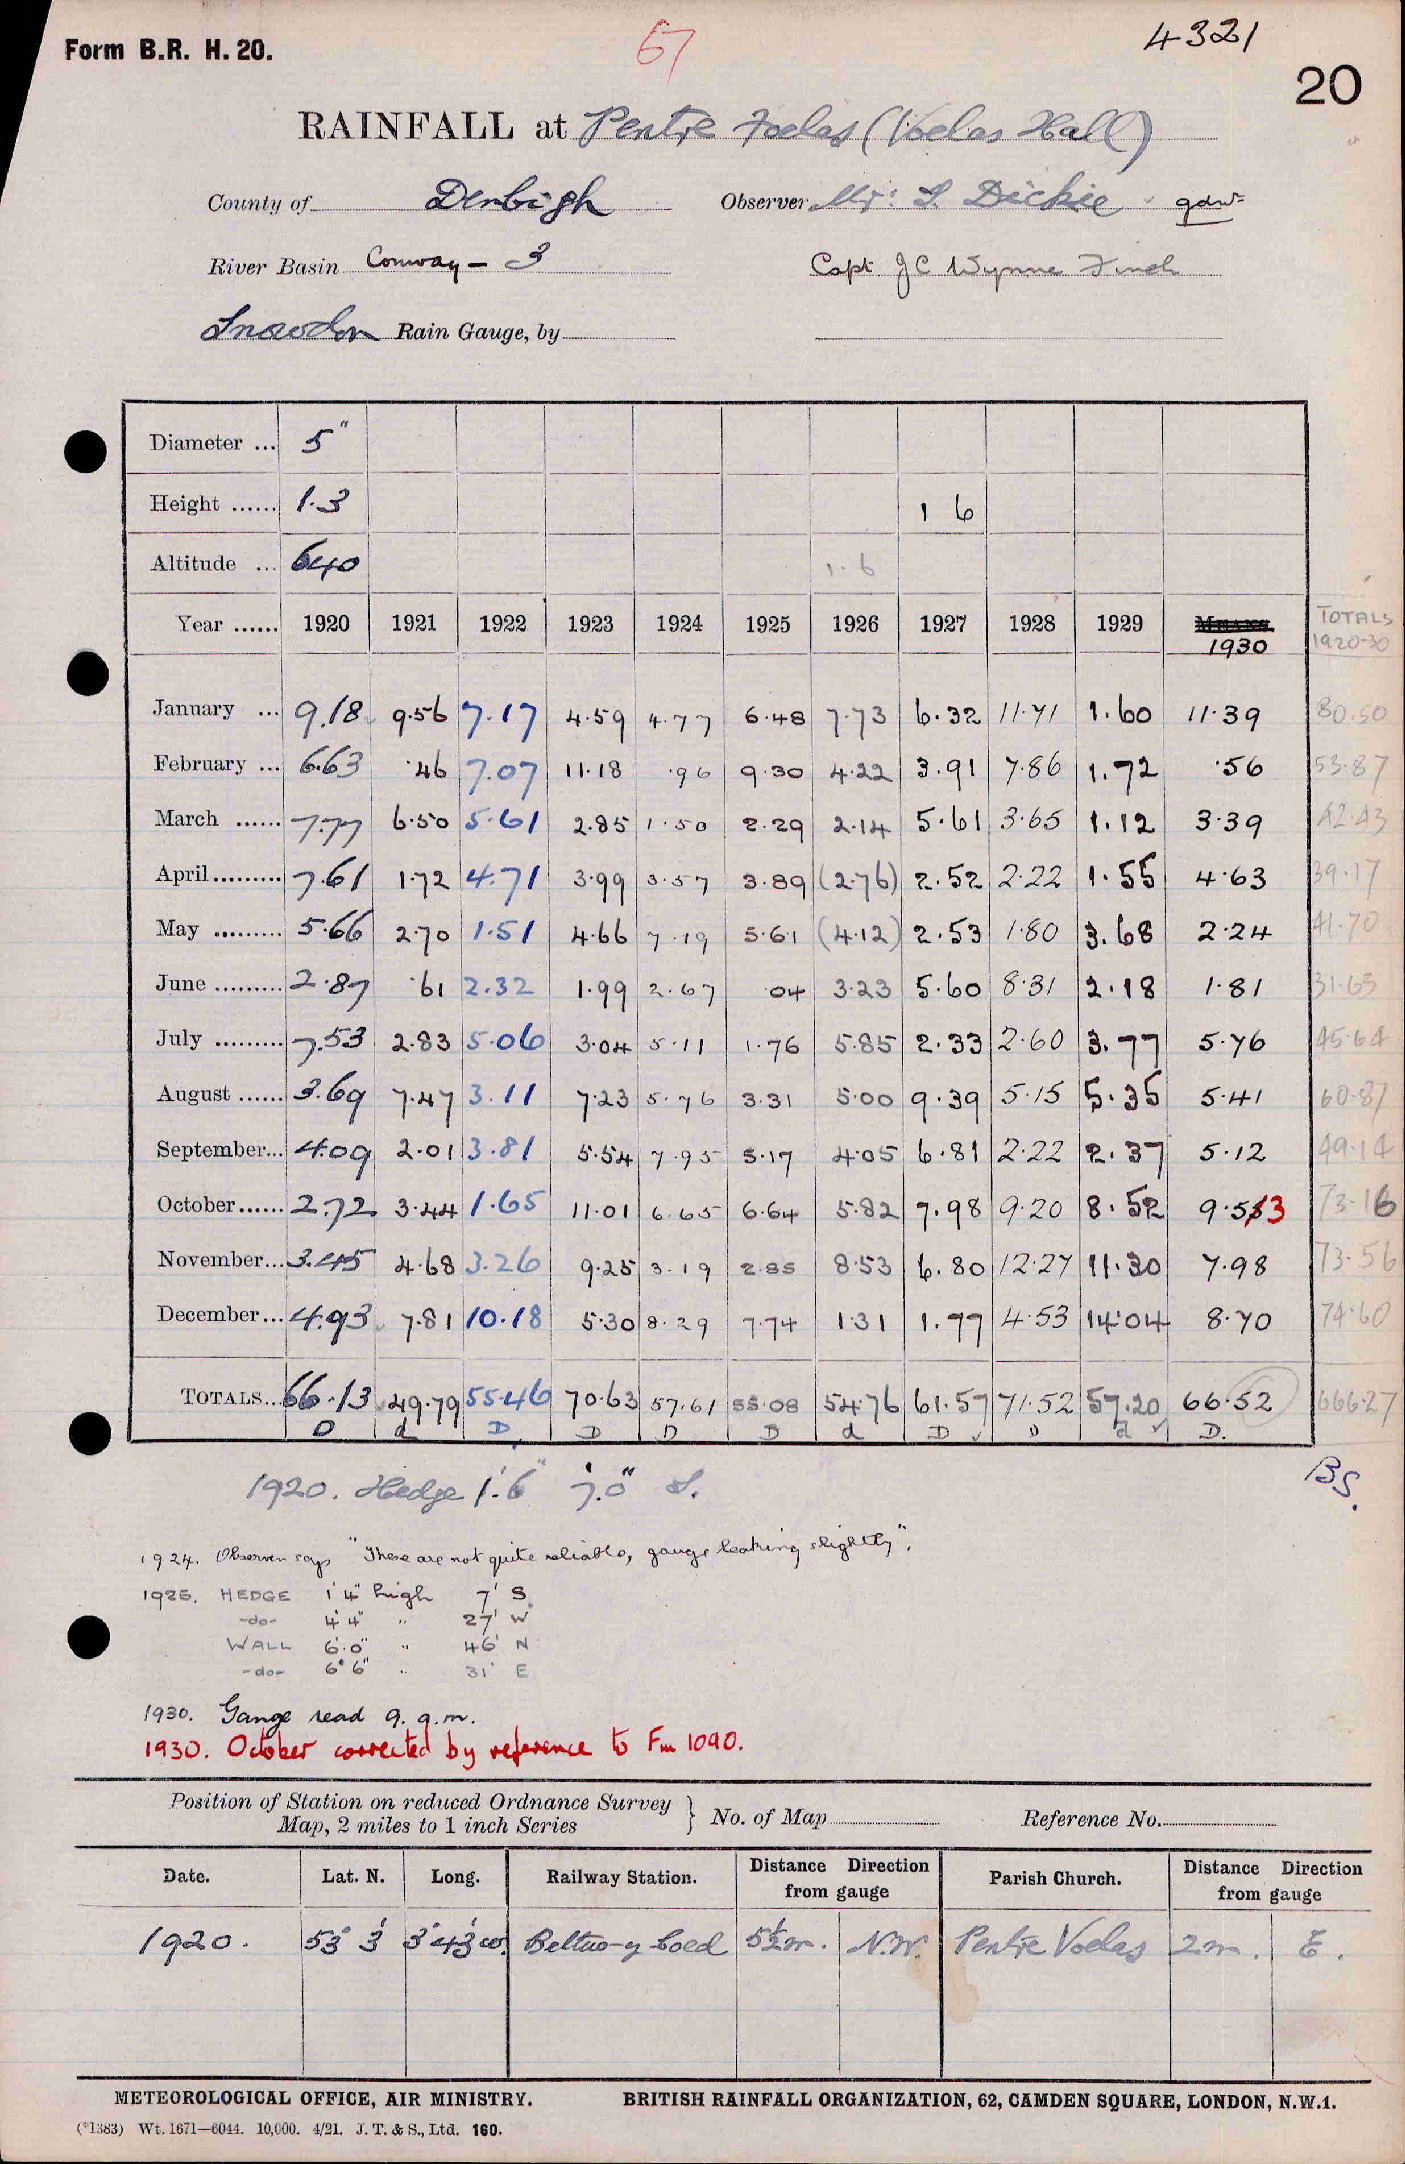 Form B.R. H. 20.
67
4321
20
RAINFALL at Pentre Foelas (Voelas Hall)
County of Denbigh Observer Mr: L Dickie gdnr
River Basin Conway - 3 Capt JC Wynne Finch
Snowdon Rain Gauge, by
Diameter ... 5"
Height ...... 1.3 1 6
Altitude ... 640 1.6
Year ...... 1920 1921 1922 1923 1924 1925 1926 1927 1928 1929 1930 TOTALS 1920-30
January ... 9.18 9.56 7.17 4.59 4.77 6.48 7.73 6.32 11.71 1.60 11.39 80.50
February ... 6.63 .46 7.07 11.18 .96 9.30 4.22 3.91 7.86 1.72 .56 53.87
March ...... 7.77 6.50 5.61 2.85 1.50 2.29 2.14 5.61 3.65 1.12 3.39 42.43
April ......... 7.61 1.72 4.71 3.99 3.57 3.89 (2.76) 2.52 2.22 1.55 4.63 39.17
May ......... 5.66 2.70 1.51 4.66 7.19 5.61 (4.12) 2.53 1.80 3.68 2.24 41.70
June ......... 2.87 .61 2.32 1.99 2.67 .04 3.23 5.60 8.31 2.18 1.81 31.63
July ......... 7.53 2.83 5.06 3.04 5.11 1.76 5.85 2.33 2.60 3.77 5.76 45.64
August ...... 3.69 7.47 3.11 7.23 5.76 3.31 5.00 9.39 5.15 5.35 5.41 60.87
September... 4.09 2.01 3.81 5.54 7.95 5.17 4.05 6.81 2.22 2.37 5.12 49.14
October...... 2.72 3.44 1.65 11.01 6.65 6.64 5.82 7.98 9.20 8.52 9.53 73.16
November... 3.45 4.68 3.26 9.25 3.19 2.85 8.53 6.80 12.27 11.30 7.98 73.56
December... 4.93 7.81 10.18 5.30 8.29 7.74 1.31 1.77 4.53 14.04 8.70 74.60
TOTALS.. 66.13 49.79 55.46 70.63 57.61 55.08 54.76 61.57 71.52 57.20 66.52 666.27
D d D D D D d D D d D.
1920. Hedge 1'.6" 7'.0" S.
B.S.
1924. Observer says "These are not quite reliable, gauge leaking slightly".
1925. HEDGE 1' 4" high 7' S.
-do- 4' 4" " 27' W
WALL 6'.0" " 46' N
-do- 6' 6" " 31' E
1930. Gauge read 9. a.m.
1930. October corrected by reference to Fm 1090.
Position of Station on reduced Ordnance Survey Map, 2 miles to 1 inch Series } No. of Map Reference No.
Date. Lat. N. Long. Railway Station. Distance Direction from gauge Parish Church. Distance Direction from gauge
1920. 53° 3' 3° 43' W. Bettws-y-Coed 5½m. N.W. Pentre Voelas 2m. E.
METEOROLOGICAL OFFICE, AIR MINISTRY. BRITISH RAINFALL ORGANIZATION, 62, CAMDEN SQUARE, LONDON, N.W.1.
(*1383) Wt. 1671—6044. 10,000. 4/21. J. T. & S., Ltd. 160.